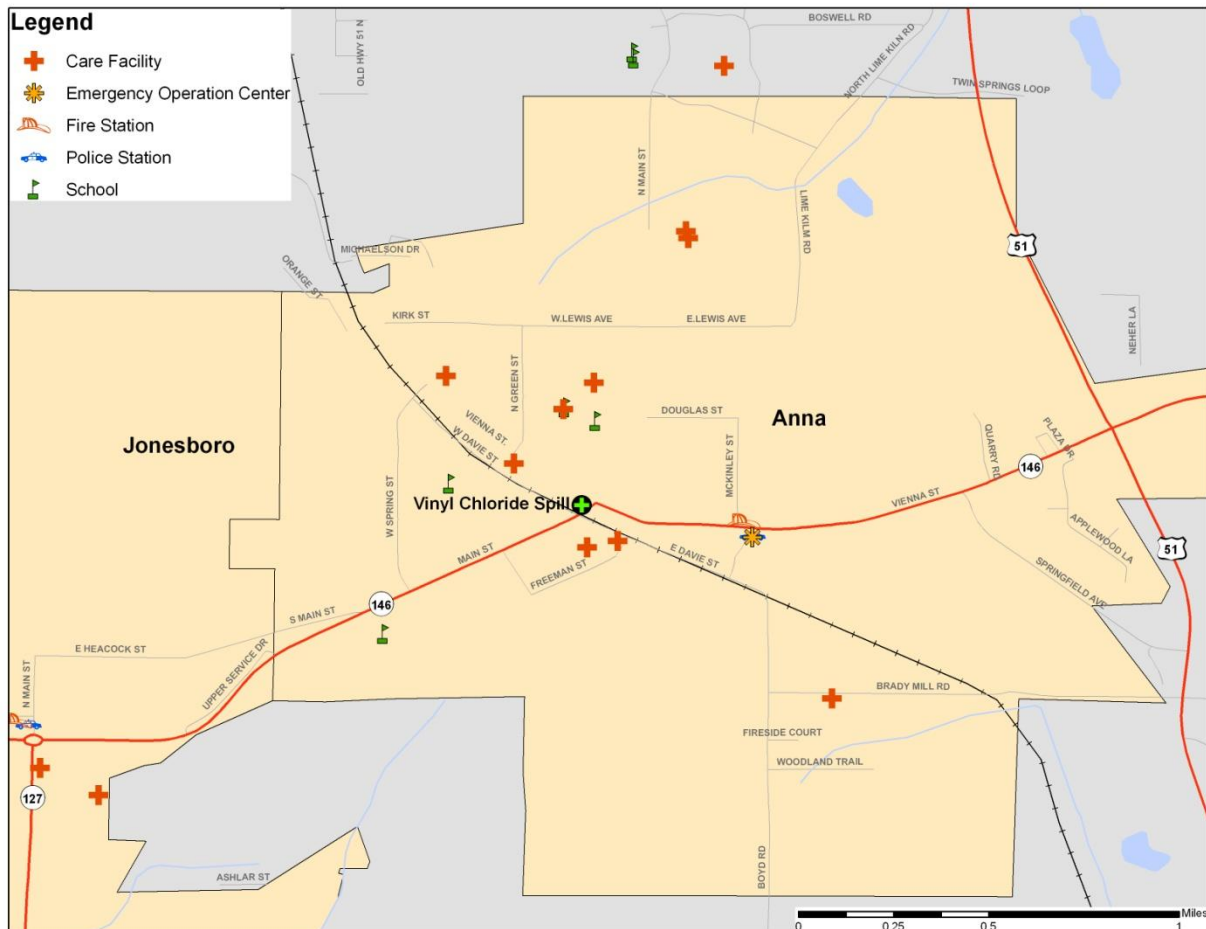 Legend
Care Facility
Emergency Operation Center
Fire Station
Police Station
School
OLD HWY 51 N
BOSWELL RD
NORTH LIME KILN RD
TWIN SPRINGS LOOP
N MAIN ST
LIME KILM RD
51
MICHAELSON DR
ORANGE ST
KIRK ST
W.LEWIS AVE
E.LEWIS AVE
NEHER LA
N GREEN ST
VIENNA ST.
W DAVIE ST
DOUGLAS ST
Anna
Jonesboro
MCKINLEY ST
QUARRY RD
PLAZA DR
146
W SPRING ST
Vinyl Chloride Spill
VIENNA ST
APPLEWOOD LA
MAIN ST
E DAVIE ST
51
FREEMAN ST
SPRINGFIELD AVE
146
S MAIN ST
E HEACOCK ST
UPPER SERVICE DR
N MAIN ST
BRADY MILL RD
FIRESIDE COURT
WOODLAND TRAIL
127
BOYD RD
ASHLAR ST
Miles
0
0.25
0.5
1